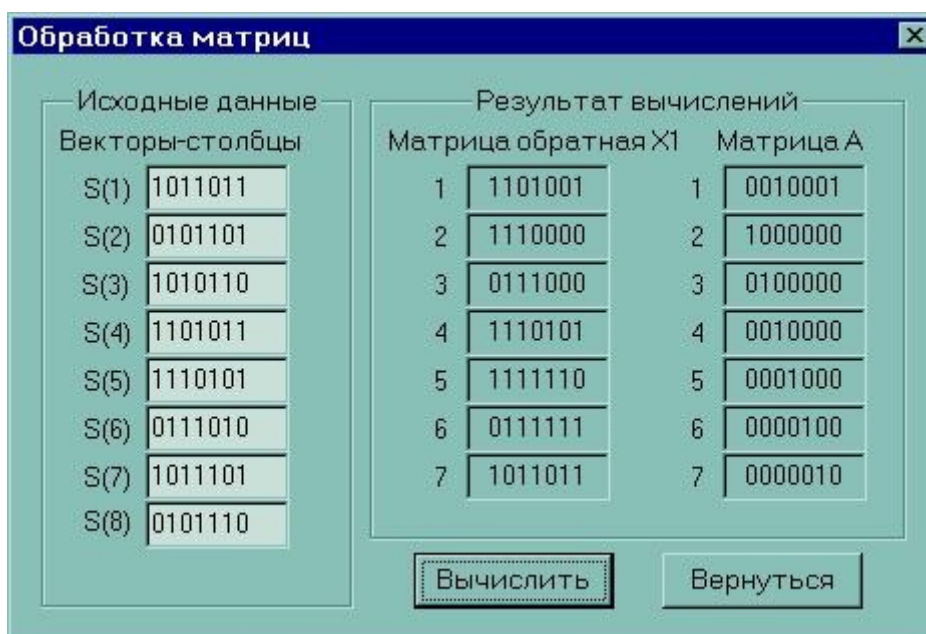 Обработка матриц
Исходные данные
Векторы-столбцы
S(1) 1011011
S(2) 0101101
S(3) 1010110
S(4) 1101011
S(5) 1110101
S(6) 0111010
S(7) 1011101
S(8) 0101110
Результат вычислений
Матрица обратная X1 Матрица A
1 1101001 1 0010001
2 1110000 2 1000000
3 0111000 3 0100000
4 1110101 4 0010000
5 1111110 5 0001000
6 0111111 6 0000100
7 1011011 7 0000010
Вычислить Вернуться